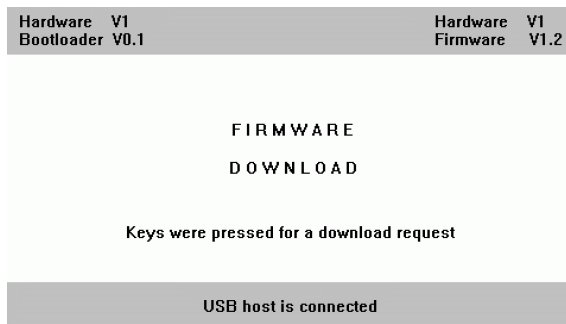 Hardware V1
Bootloader V0.1
Hardware V1
Firmware V1.2
FIRMWARE
DOWNLOAD
Keys were pressed for a download request
USB host is connected